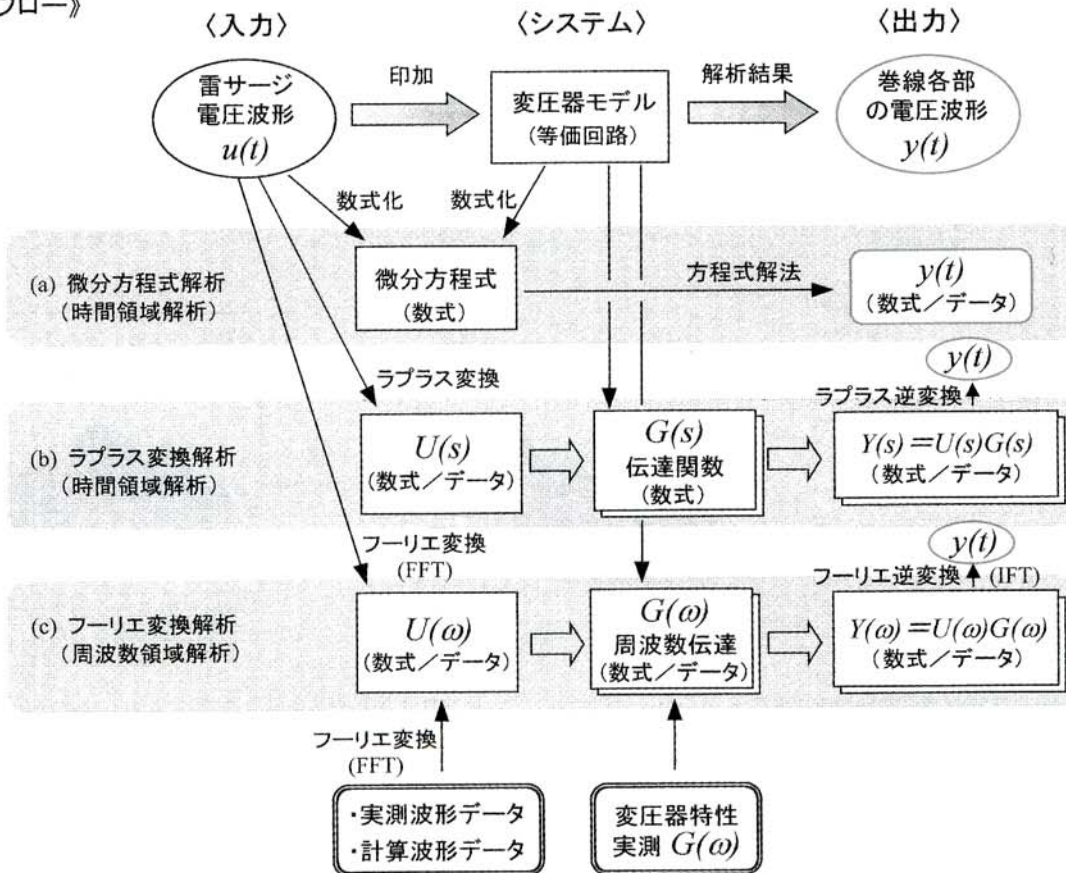 フロー》
〈入力〉
〈システム〉
〈出力〉
雷サージ
電圧波形
u(t)
印加
変圧器モデル
(等価回路)
解析結果
巻線各部
の電圧波形
y(t)
数式化
数式化
(a) 微分方程式解析
(時間領域解析)
微分方程式
(数式)
方程式解法
y(t)
(数式/データ)
ラプラス変換
y(t)
ラプラス逆変換
(b) ラプラス変換解析
(時間領域解析)
U(s)
(数式/データ)
G(s)
伝達関数
(数式)
Y(s)=U(s)G(s)
(数式/データ)
フーリエ変換
(FFT)
y(t)
フーリエ逆変換 (IFT)
(c) フーリエ変換解析
(周波数領域解析)
U(ω)
(数式/データ)
G(ω)
周波数伝達
(数式/データ)
Y(ω)=U(ω)G(ω)
(数式/データ)
フーリエ変換
(FFT)
・実測波形データ
・計算波形データ
変圧器特性
実測 G(ω)